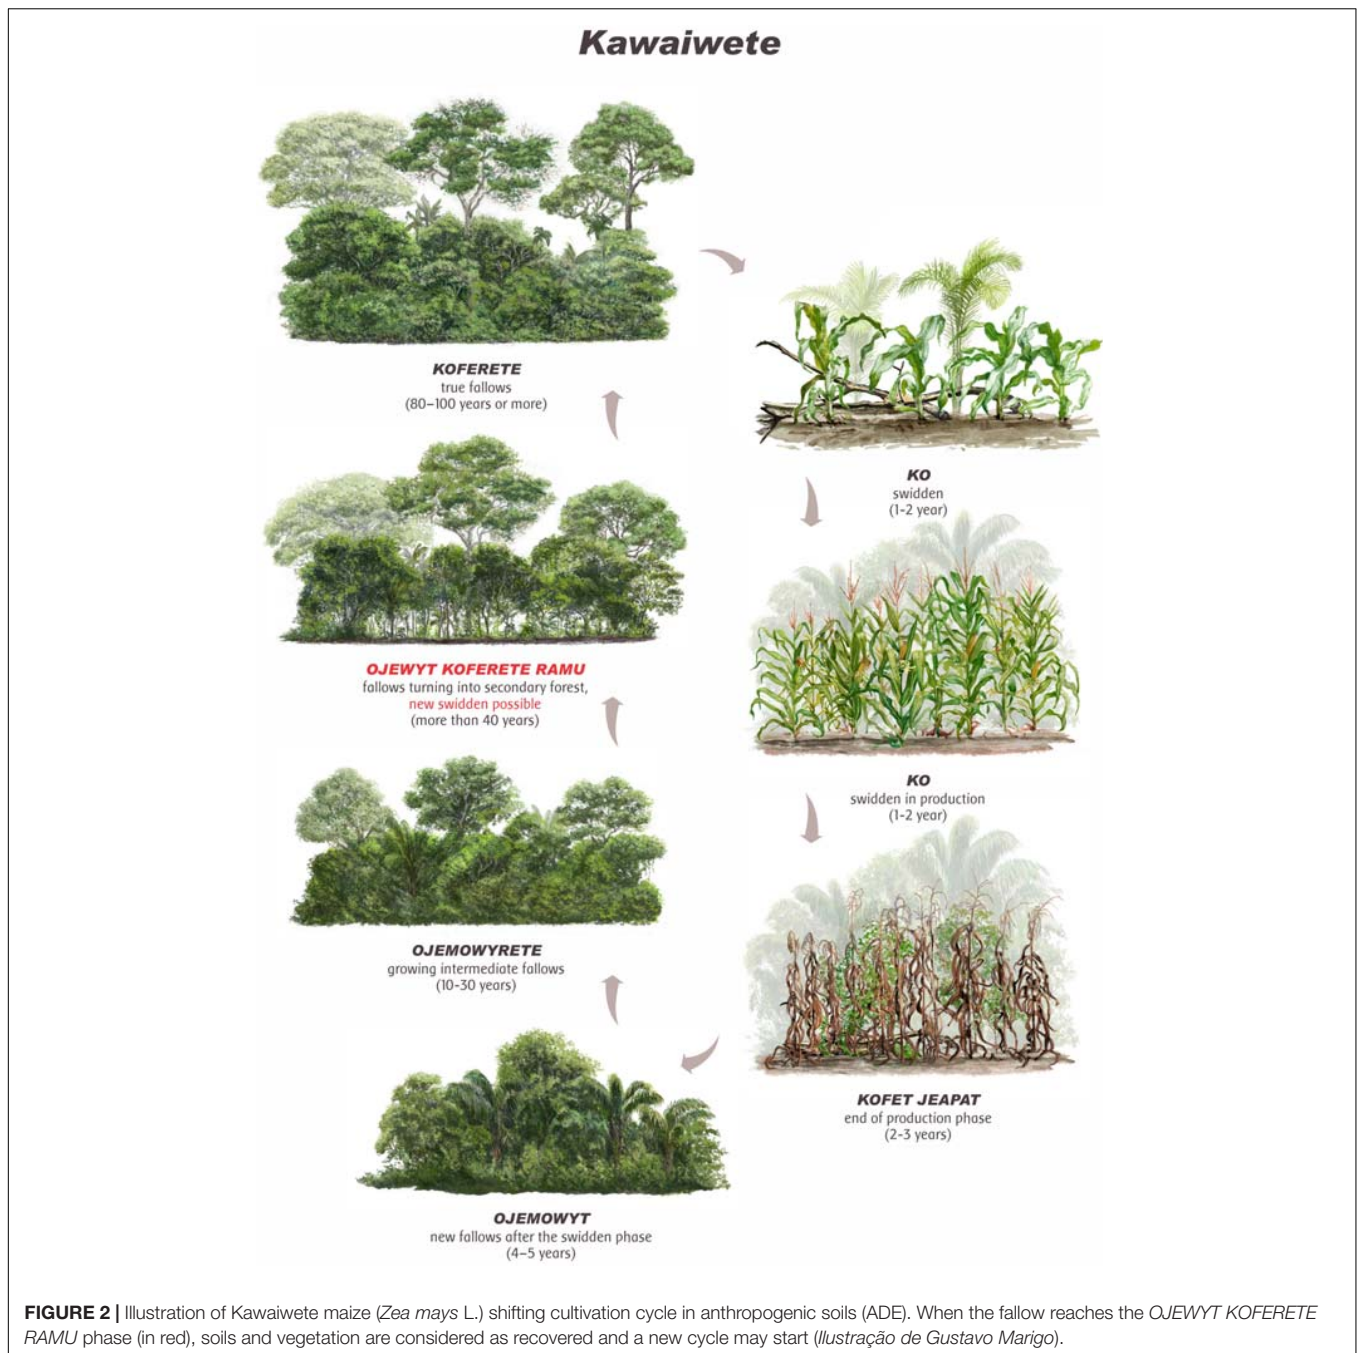 Kawaiwete
KOFERETE
true fallows
(80–100 years or more)
KO
swidden
(1-2 year)
OJEWYT KOFERETE RAMU
fallows turning into secondary forest,
new swidden possible
(more than 40 years)
KO
swidden in production
(1-2 year)
OJEMOWYRETE
growing intermediate fallows
(10-30 years)
KOFET JEAPAT
end of production phase
(2-3 years)
OJEMOWYT
new fallows after the swidden phase
(4–5 years)
FIGURE 2 | Illustration of Kawaiwete maize (Zea mays L.) shifting cultivation cycle in anthropogenic soils (ADE). When the fallow reaches the OJEWYT KOFERETE
RAMU phase (in red), soils and vegetation are considered as recovered and a new cycle may start (Ilustração de Gustavo Marigo).